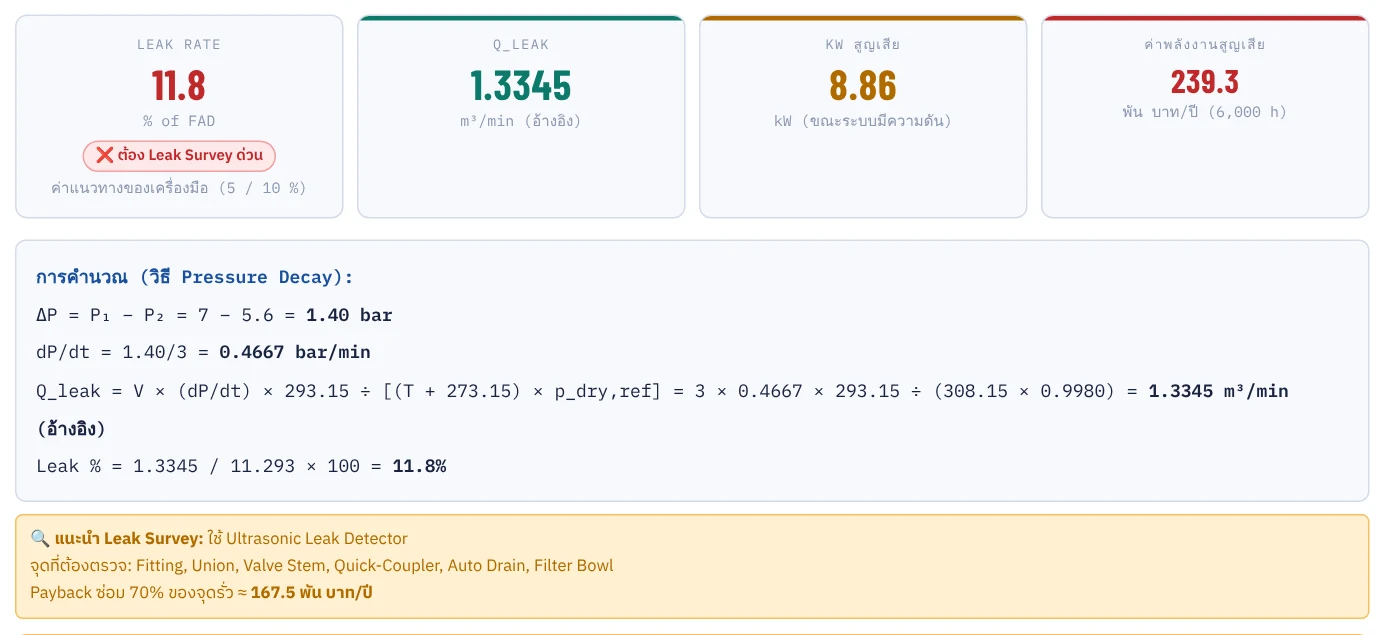 LEAK RATE
11.8
% of FAD
❌ ต้อง Leak Survey ด่วน
ค่าแนวทางของเครื่องมือ (5 / 10 %)
Q_LEAK
1.3345
m³/min (อ้างอิง)
KW สูญเสีย
8.86
kW (ขณะระบบมีความดัน)
ค่าพลังงานสูญเสีย
239.3
พัน บาท/ปี (6,000 h)
การคำนวณ (วิธี Pressure Decay):
ΔP = P₁ − P₂ = 7 − 5.6 = 1.40 bar
dP/dt = 1.40/3 = 0.4667 bar/min
Q_leak = V × (dP/dt) × 293.15 ÷ [(T + 273.15) × p_dry,ref] = 3 × 0.4667 × 293.15 ÷ (308.15 × 0.9980) = 1.3345 m³/min
(อ้างอิง)
Leak % = 1.3345 / 11.293 × 100 = 11.8%
🔍 แนะนำ Leak Survey: ใช้ Ultrasonic Leak Detector
จุดที่ต้องตรวจ: Fitting, Union, Valve Stem, Quick-Coupler, Auto Drain, Filter Bowl
Payback ซ่อม 70% ของจุดรั่ว ≈ 167.5 พัน บาท/ปี